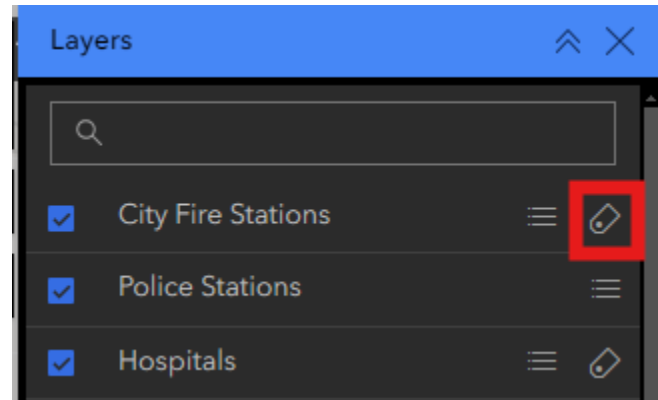 Layers
City Fire Stations
Police Stations
Hospitals